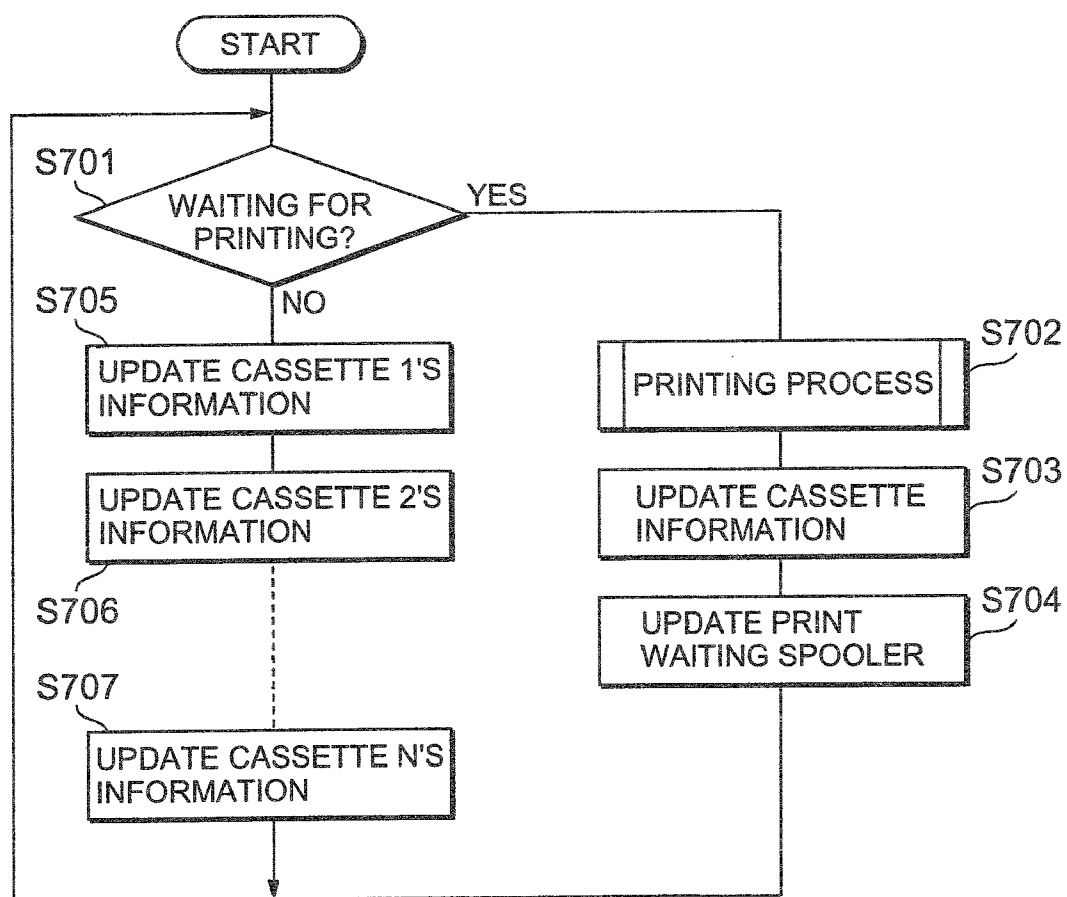 START
S701
WAITING FOR
PRINTING?
YES
NO
S705
UPDATE CASSETTE 1'S
INFORMATION
UPDATE CASSETTE 2'S
INFORMATION
S706
S707
UPDATE CASSETTE N'S
INFORMATION
S702
PRINTING PROCESS
S703
UPDATE CASSETTE
INFORMATION
S704
UPDATE PRINT
WAITING SPOOLER